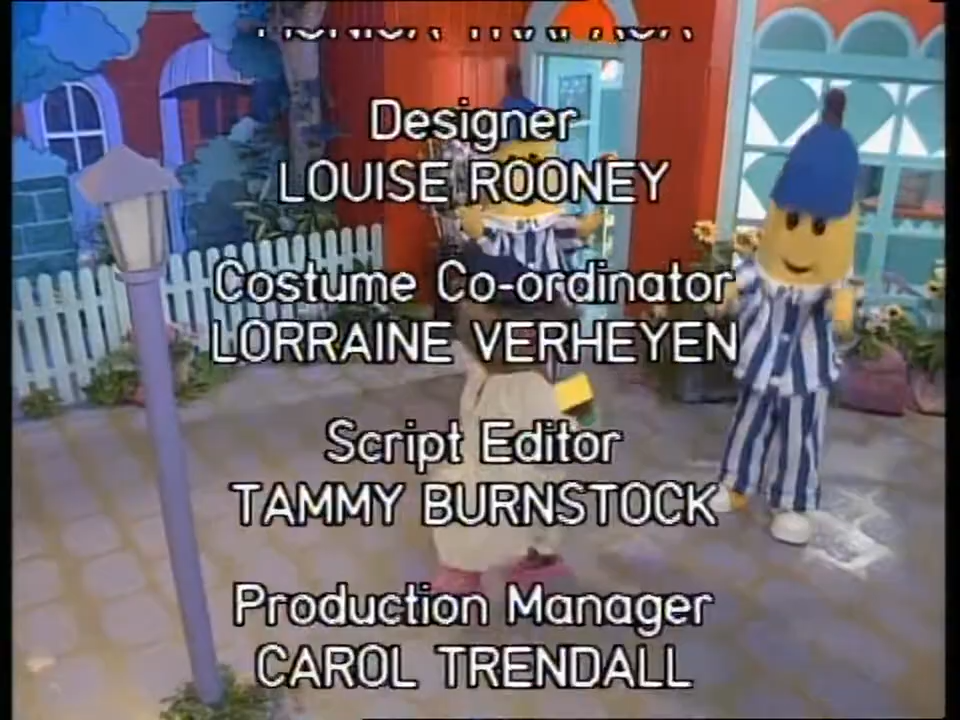 Designer
LOUISE ROONEY
Costume Co-ordinator
LORRAINE VERHEYEN
Script Editor
TAMMY BURNSTOCK
Production Manager
CAROL TRENDALL